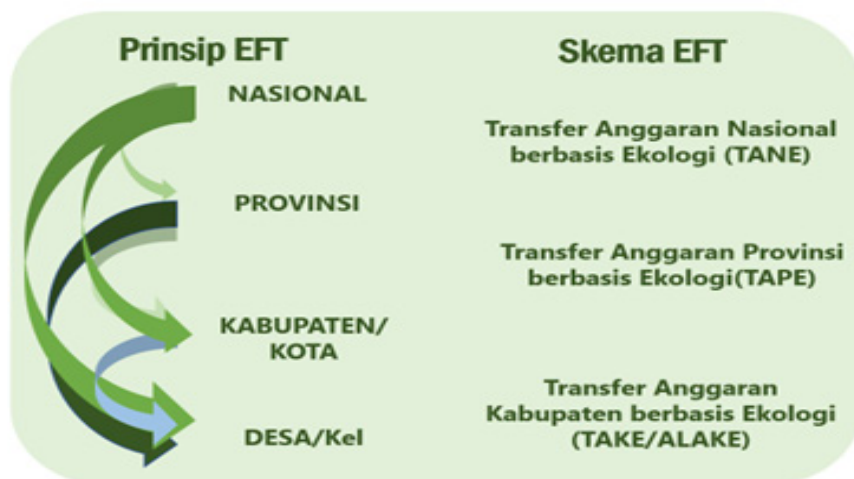 Prinsip EFT
Skema EFT
NASIONAL
Transfer Anggaran Nasional
berbasis Ekologi (TANE)
PROVINSI
Transfer Anggaran Provinsi
berbasis Ekologi(TAPE)
KABUPATEN/
KOTA
Transfer Anggaran
Kabupaten berbasis Ekologi
(TAKE/ALAKE)
DESA/Kel